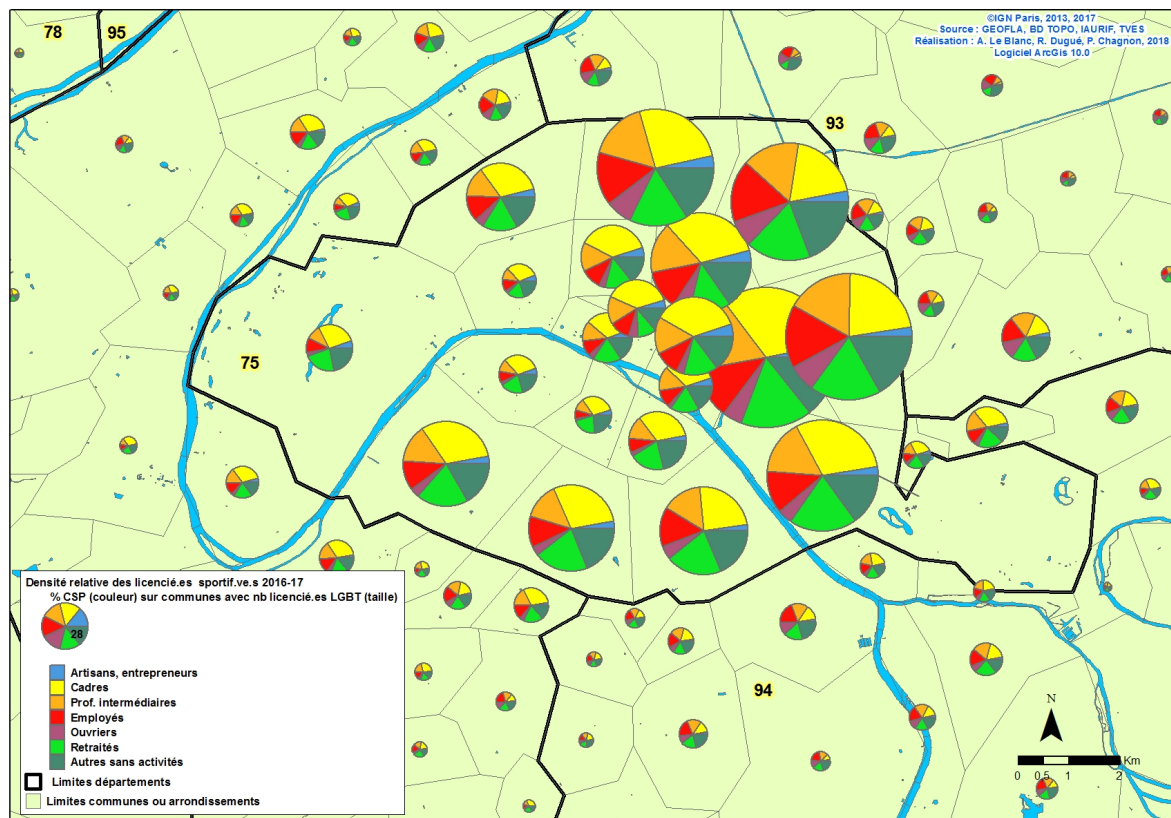 78
95
©IGN Paris, 2013, 2017
Source : GEOFLA, BD TOPO, IAURIF, TVES
Réalisation : A. Le Blanc, R. Dugué, P. Chagnon, 2018
Logiciel ArcGis 10.0
93
75
94
Densité relative des licencié.es sportif.ve.s 2016-17
% CSP (couleur) sur communes avec nb licencié.es LGBT (taille)
28
Artisans, entrepreneurs
Cadres
Prof. intermédiaires
Employés
Ouvriers
Retraités
Autres sans activités
Limites départements
Limites communes ou arrondissements
N
Km
0 0.5 1 2